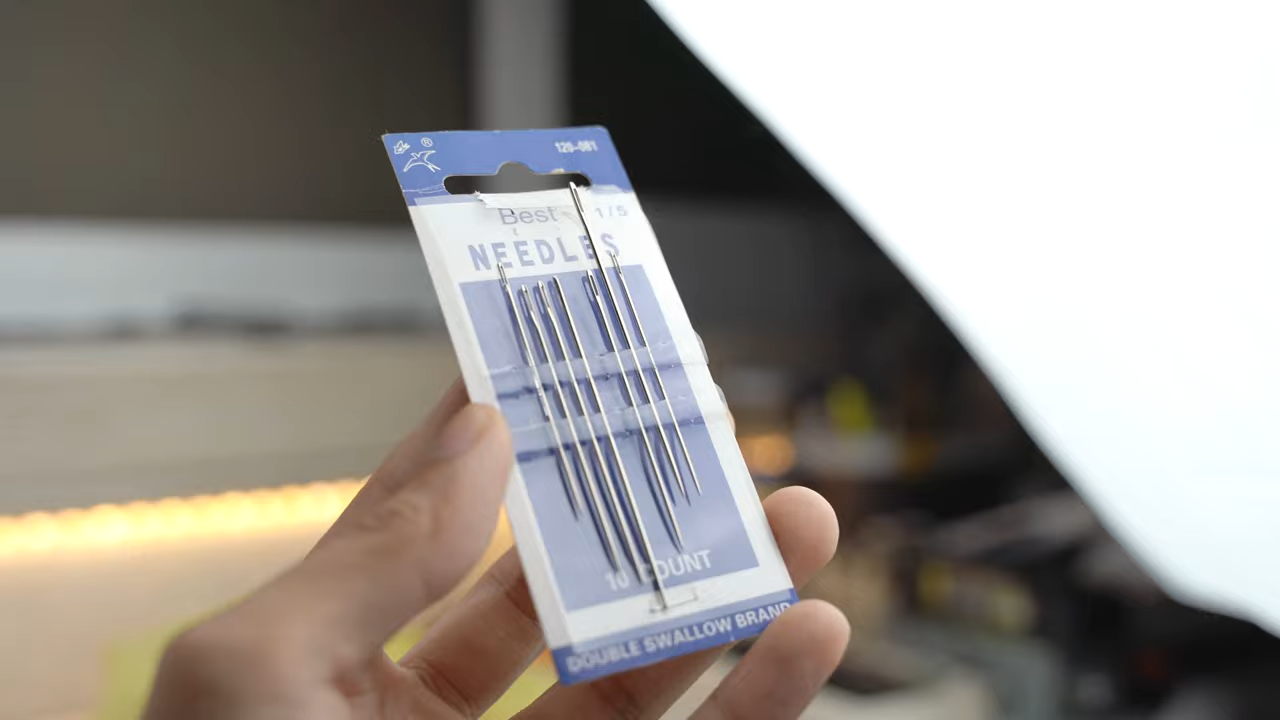 ®
120-081
Best 1/5
NEEDLES
10 COUNT
DOUBLE SWALLOW BRAND